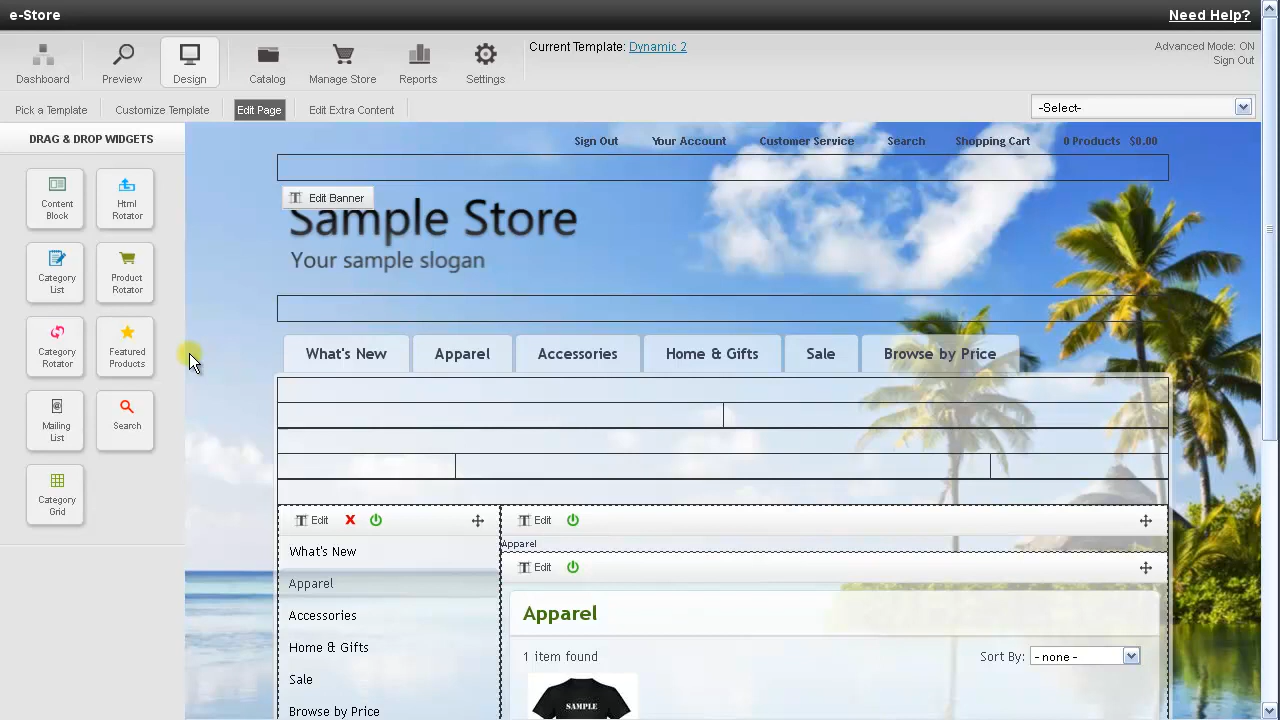 e-Store
Need Help?
Dashboard
Preview
Design
Catalog
Manage Store
Reports
Settings
Current Template: Dynamic 2
Advanced Mode: ON
Sign Out
Pick a Template
Customize Template
Edit Page
Edit Extra Content
-Select-
DRAG & DROP WIDGETS
Content
Block
Html
Rotator
Category
List
Product
Rotator
Category
Rotator
Featured
Products
Mailing
List
Search
Category
Grid
Sign Out
Your Account
Customer Service
Search
Shopping Cart
0 Products
$0.00
Edit Banner
Sample Store
Your sample slogan
What's New
Apparel
Accessories
Home & Gifts
Sale
Browse by Price
Edit
X
What's New
Apparel
Accessories
Home & Gifts
Sale
Browse by Price
Edit
Apparel
Edit
Apparel
1 item found
Sort By:
- none -
SAMPLE